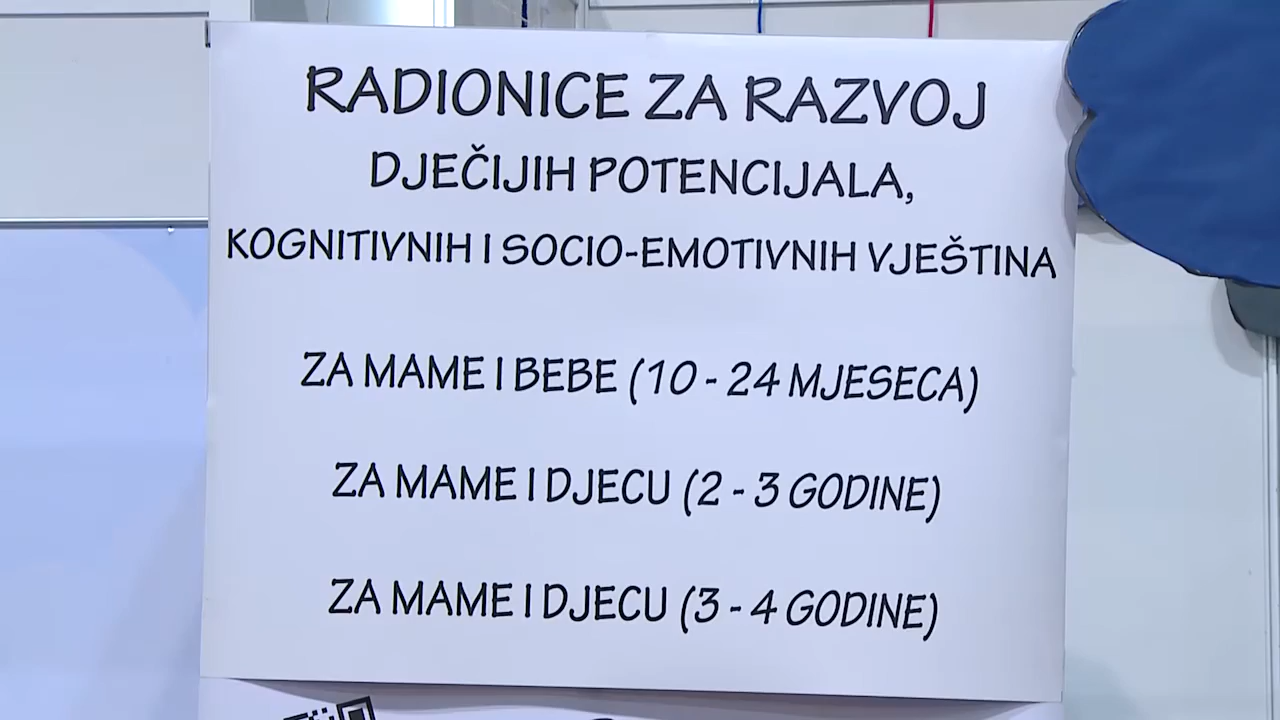 RADIONICE ZA RAZVOJ
DJEČIJIH POTENCIJALA,
KOGNITIVNIH I SOCIO-EMOTIVNIH VJEŠTINA
ZA MAME I BEBE (10 - 24 MJESECA)
ZA MAME I DJECU (2 - 3 GODINE)
ZA MAME I DJECU (3 - 4 GODINE)